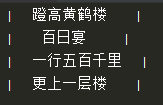 | 蹬高黄鹤楼 |
| 百日宴 |
| 一行五百千里 |
| 更上一层楼 |